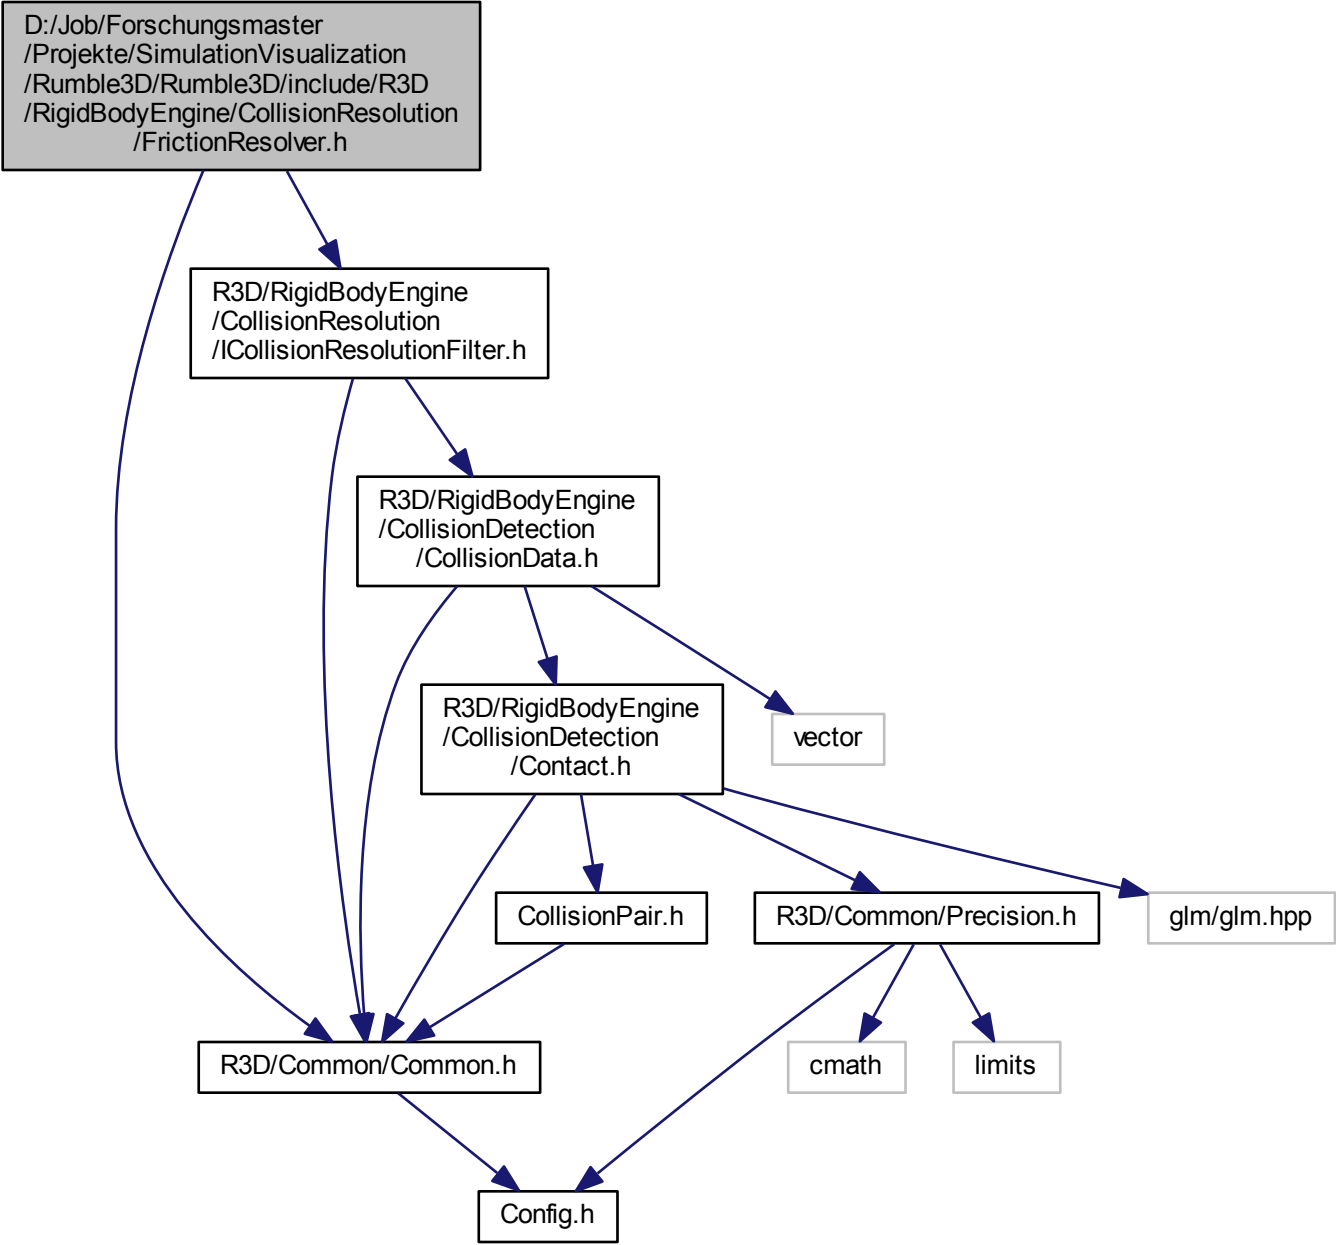 D:/Job/Forschungsmaster
/Projekte/SimulationVisualization
/Rumble3D/Rumble3D/include/R3D
/RigidBodyEngine/CollisionResolution
/FrictionResolver.h
R3D/RigidBodyEngine
/CollisionResolution
/ICollisionResolutionFilter.h
R3D/RigidBodyEngine
/CollisionDetection
/CollisionData.h
R3D/RigidBodyEngine
/CollisionDetection
/Contact.h
vector
CollisionPair.h
R3D/Common/Precision.h
glm/glm.hpp
R3D/Common/Common.h
cmath
limits
Config.h